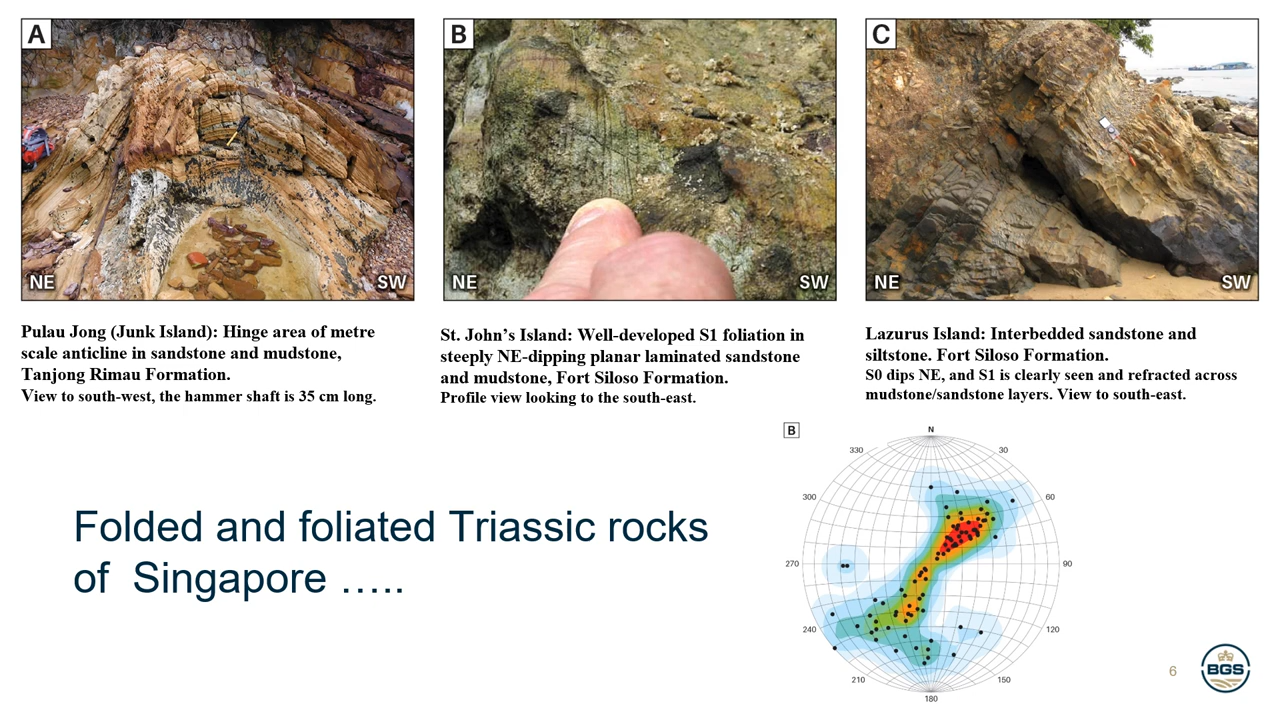 A
NE
SW
B
NE
SW
C
NE
SW
Pulau Jong (Junk Island): Hinge area of metre
scale anticline in sandstone and mudstone,
Tanjong Rimau Formation.
View to south-west, the hammer shaft is 35 cm long.
St. John’s Island: Well-developed S1 foliation in
steeply NE-dipping planar laminated sandstone
and mudstone, Fort Siloso Formation.
Profile view looking to the south-east.
Lazurus Island: Interbedded sandstone and
siltstone. Fort Siloso Formation.
S0 dips NE, and S1 is clearly seen and refracted across
mudstone/sandstone layers. View to south-east.
Folded and foliated Triassic rocks
of Singapore …..
B
N
330
30
300
60
270
90
240
120
210
150
180
6
BGS